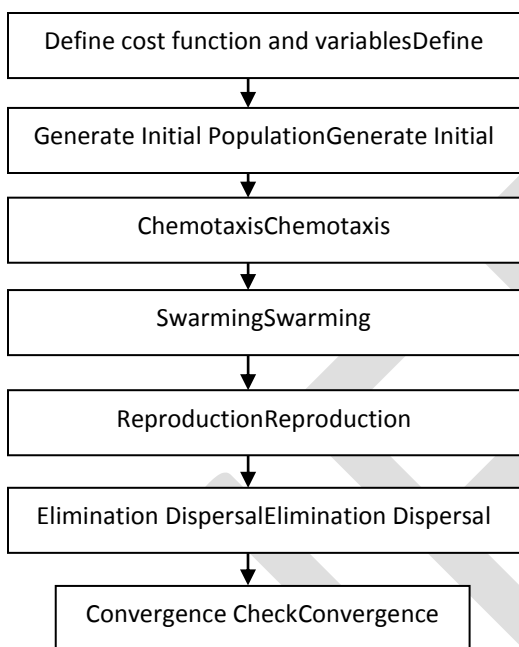 Define cost function and variablesDefine
Generate Initial PopulationGenerate Initial
ChemotaxisChemotaxis
SwarmingSwarming
ReproductionReproduction
Elimination DispersalElimination Dispersal
Convergence CheckConvergence